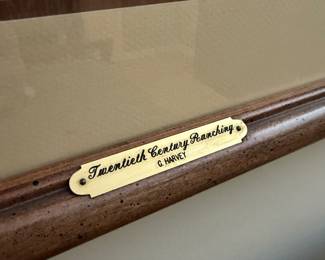 Twentieth Century Ranching
G. HARVEY